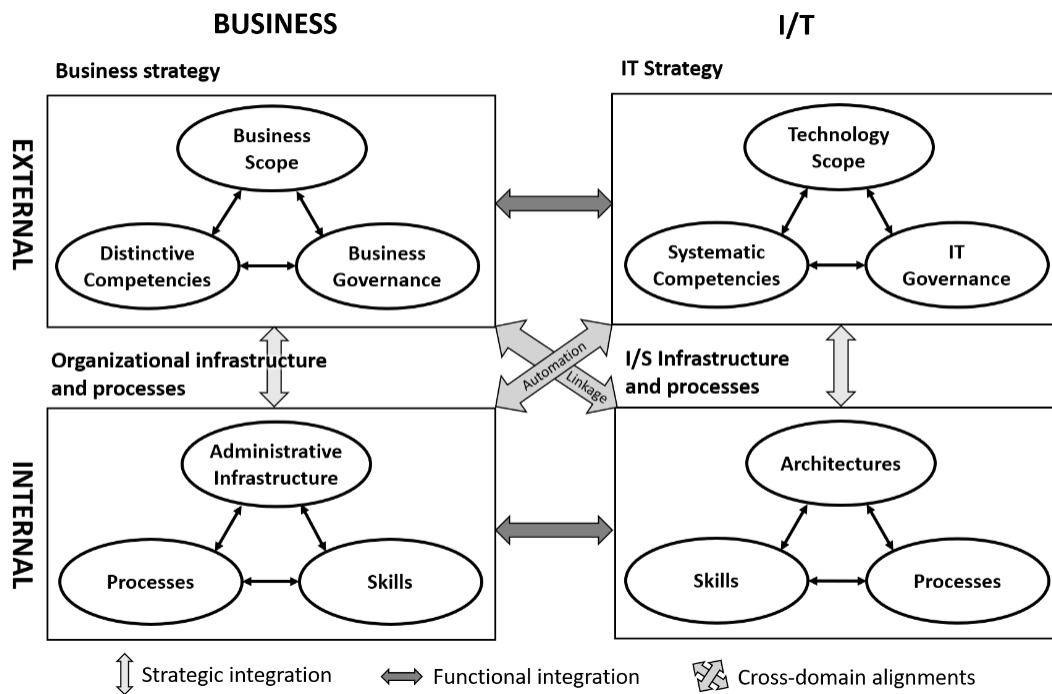 BUSINESS
I/T
Business strategy
IT Strategy
EXTERNAL
Business
Scope
Distinctive
Competencies
Business
Governance
Technology
Scope
Systematic
Competencies
IT
Governance
Organizational infrastructure
and processes
Automation
Linkage
I/S Infrastructure
and processes
INTERNAL
Administrative
Infrastructure
Processes
Skills
Architectures
Skills
Processes
Strategic integration
Functional integration
Cross-domain alignments